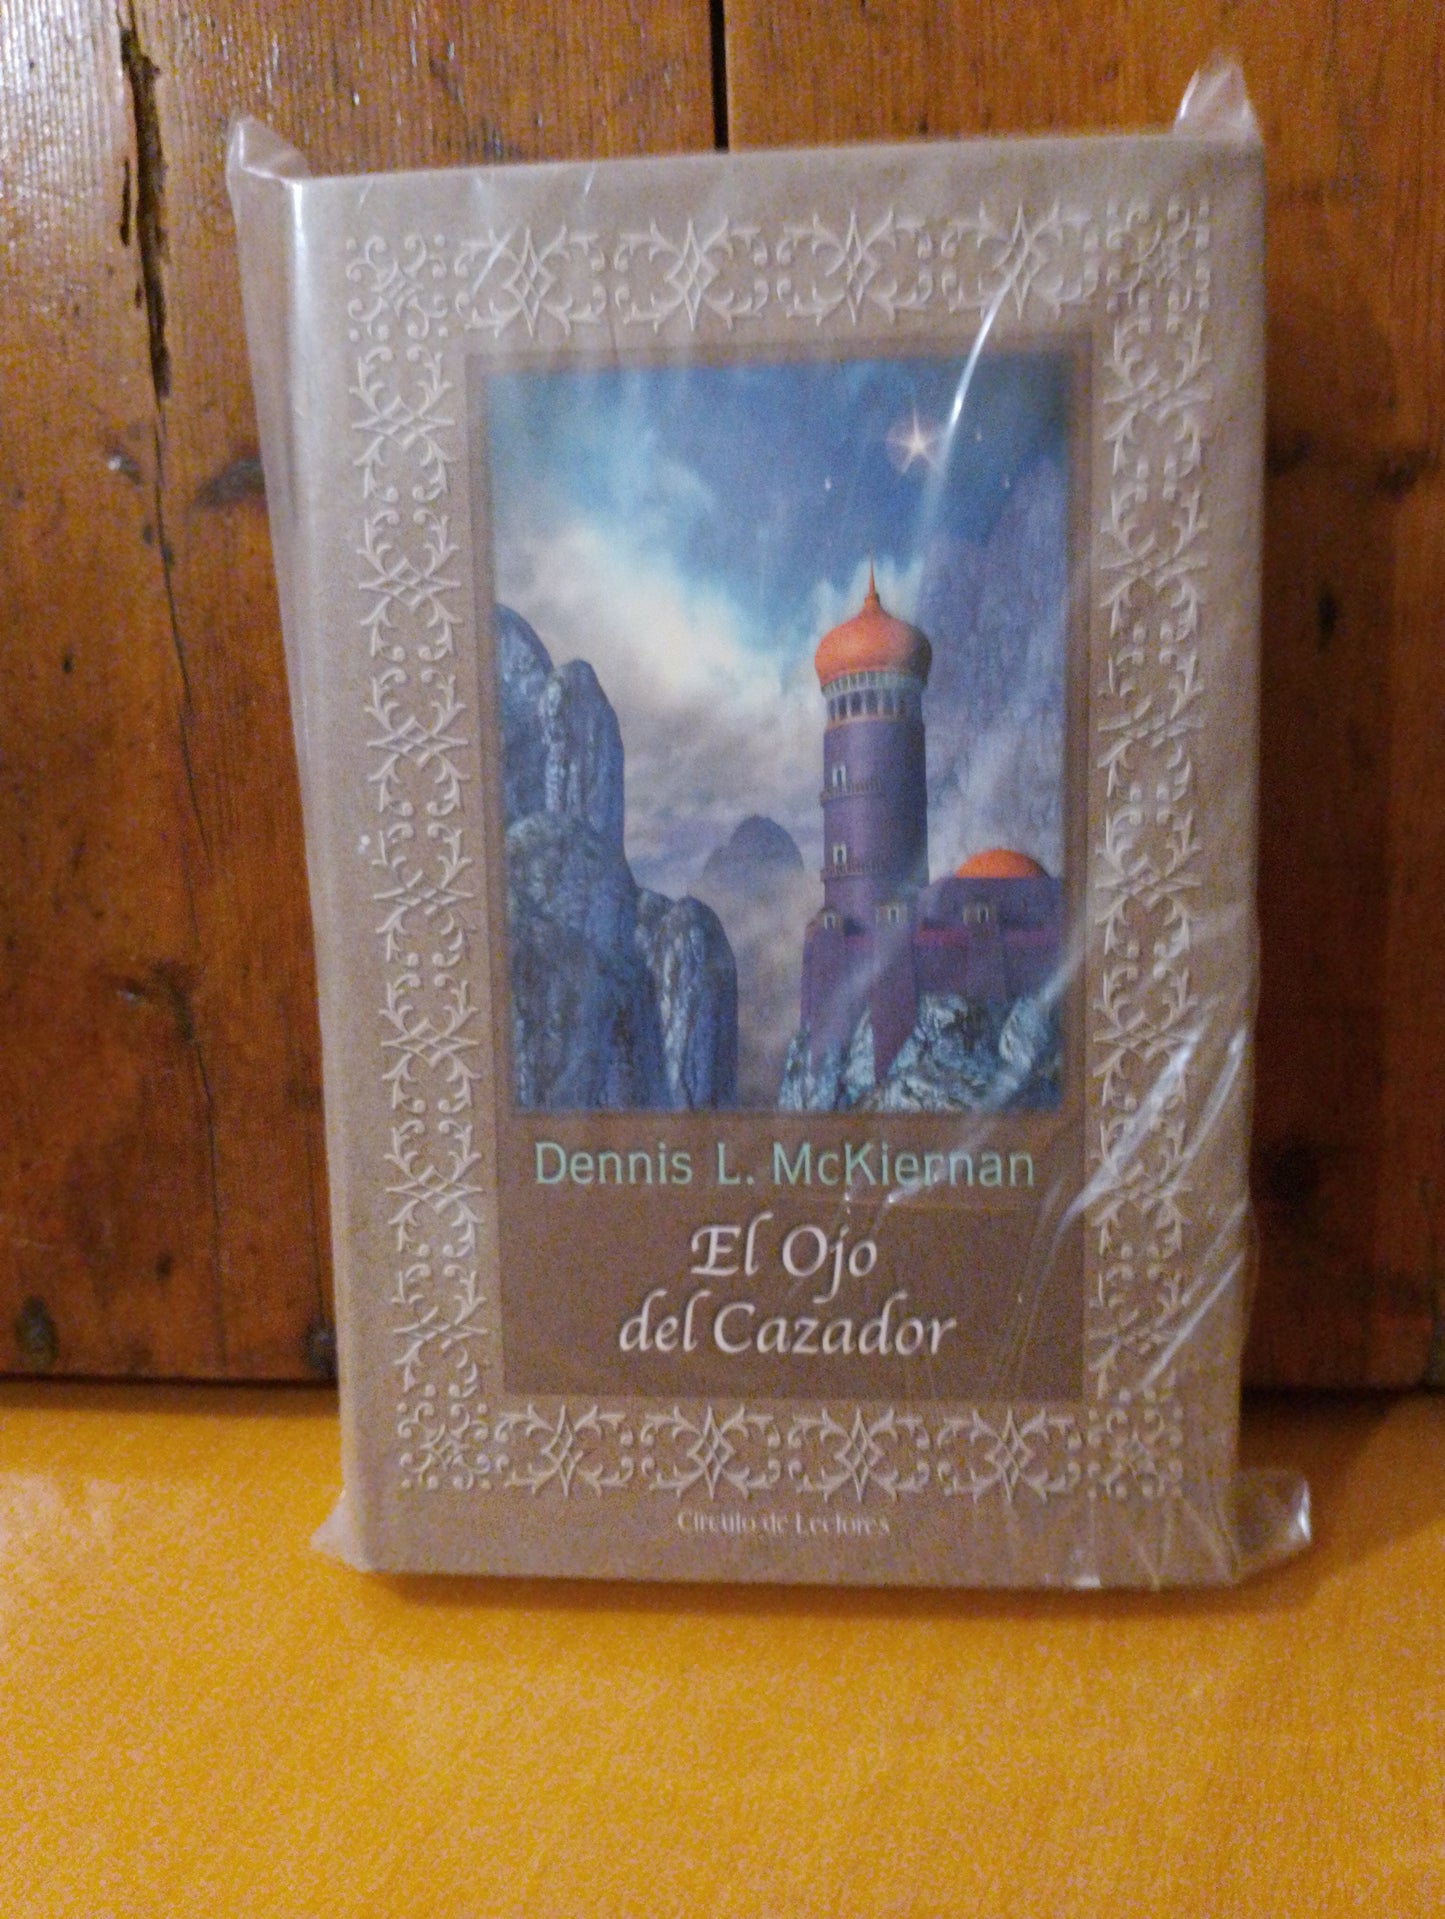 Dennis L. McKiernan
El Ojo
del Cazador
Círculo de Lectores